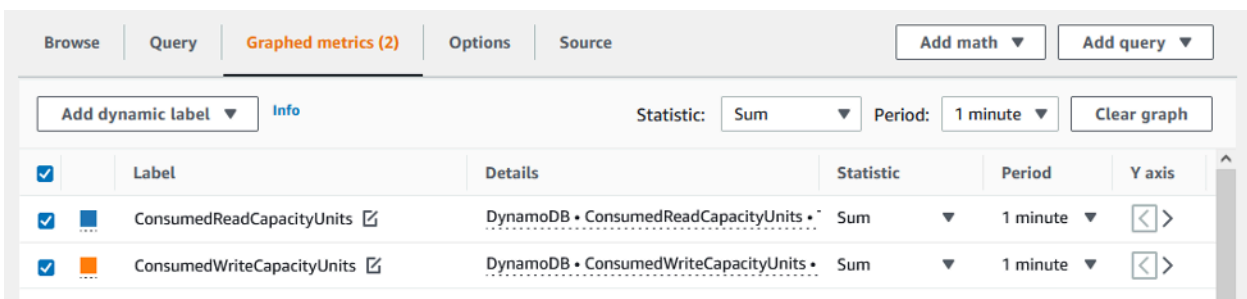 Browse Query Graphed metrics (2) Options Source Add math ▼ Add query ▼
Add dynamic label ▼ Info Statistic: Sum ▼ Period: 1 minute ▼ Clear graph
Label Details Statistic Period Y axis
ConsumedReadCapacityUnits DynamoDB • ConsumedReadCapacityUnits • Sum ▼ 1 minute ▼ < >
ConsumedWriteCapacityUnits DynamoDB • ConsumedWriteCapacityUnits • Sum ▼ 1 minute ▼ < >